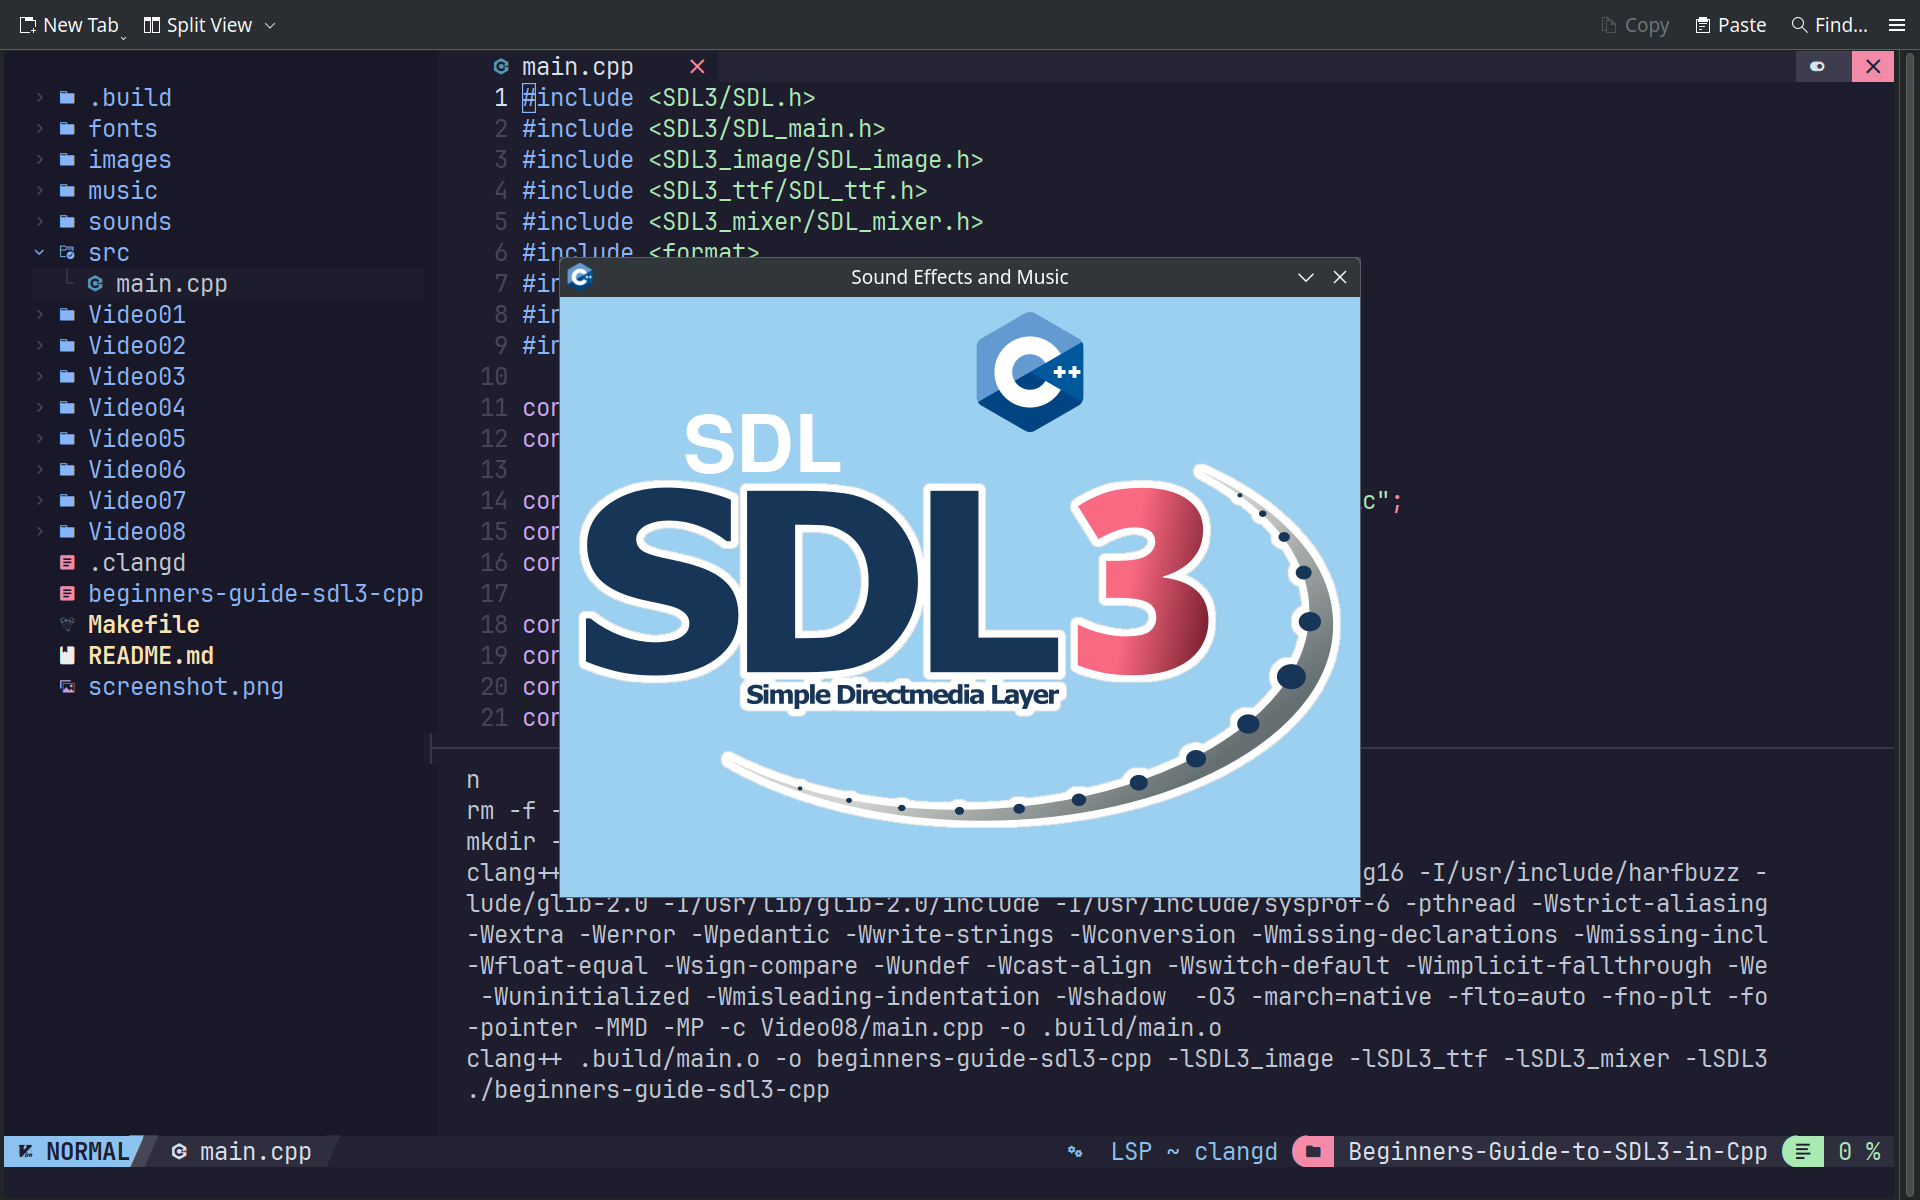 New Tab
Split View
Copy
Paste
Find...
.build
fonts
images
music
sounds
src
main.cpp
Video01
Video02
Video03
Video04
Video05
Video06
Video07
Video08
.clangd
beginners-guide-sdl3-cpp
Makefile
README.md
screenshot.png
main.cpp
1 #include <SDL3/SDL.h>
2 #include <SDL3/SDL_main.h>
3 #include <SDL3_image/SDL_image.h>
4 #include <SDL3_ttf/SDL_ttf.h>
5 #include <SDL3_mixer/SDL_mixer.h>
6 #include <format>
7 #in
8 #in
9 #in
10
11 con
12 con
13
14 con c";
15 con
16 con
17
18 con
19 con
20 con
21 con
Sound Effects and Music
C++
SDL
SDL3
Simple Directmedia Layer
n
rm -f -
mkdir -
clang++ g16 -I/usr/include/harfbuzz -
lude/glib-2.0 -I/usr/lib/glib-2.0/include -I/usr/include/sysprof-6 -pthread -Wstrict-aliasing
-Wextra -Werror -Wpedantic -Wwrite-strings -Wconversion -Wmissing-declarations -Wmissing-incl
-Wfloat-equal -Wsign-compare -Wundef -Wcast-align -Wswitch-default -Wimplicit-fallthrough -We
-Wuninitialized -Wmisleading-indentation -Wshadow  -O3 -march=native -flto=auto -fno-plt -fo
-pointer -MMD -MP -c Video08/main.cpp -o .build/main.o
clang++ .build/main.o -o beginners-guide-sdl3-cpp -lSDL3_image -lSDL3_ttf -lSDL3_mixer -lSDL3
./beginners-guide-sdl3-cpp
NORMAL main.cpp LSP ~ clangd Beginners-Guide-to-SDL3-in-Cpp 0 %